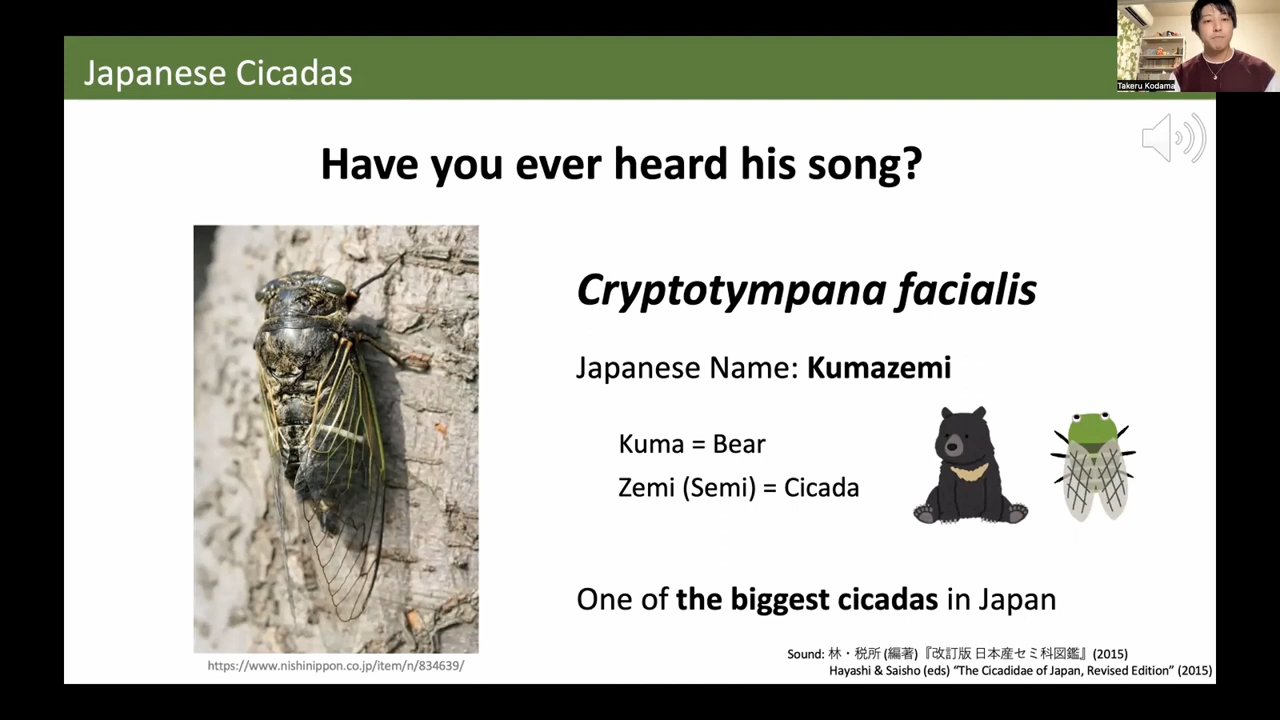 Japanese Cicadas
Takeru Kodama
Have you ever heard his song?
Cryptotympana facialis
Japanese Name: Kumazemi
Kuma = Bear
Zemi (Semi) = Cicada
One of the biggest cicadas in Japan
https://www.nishinippon.co.jp/item/n/834639/
Sound: 林・税所 (編著)『改訂版 日本産セミ科図鑑』(2015)
Hayashi & Saisho (eds) “The Cicadidae of Japan, Revised Edition” (2015)